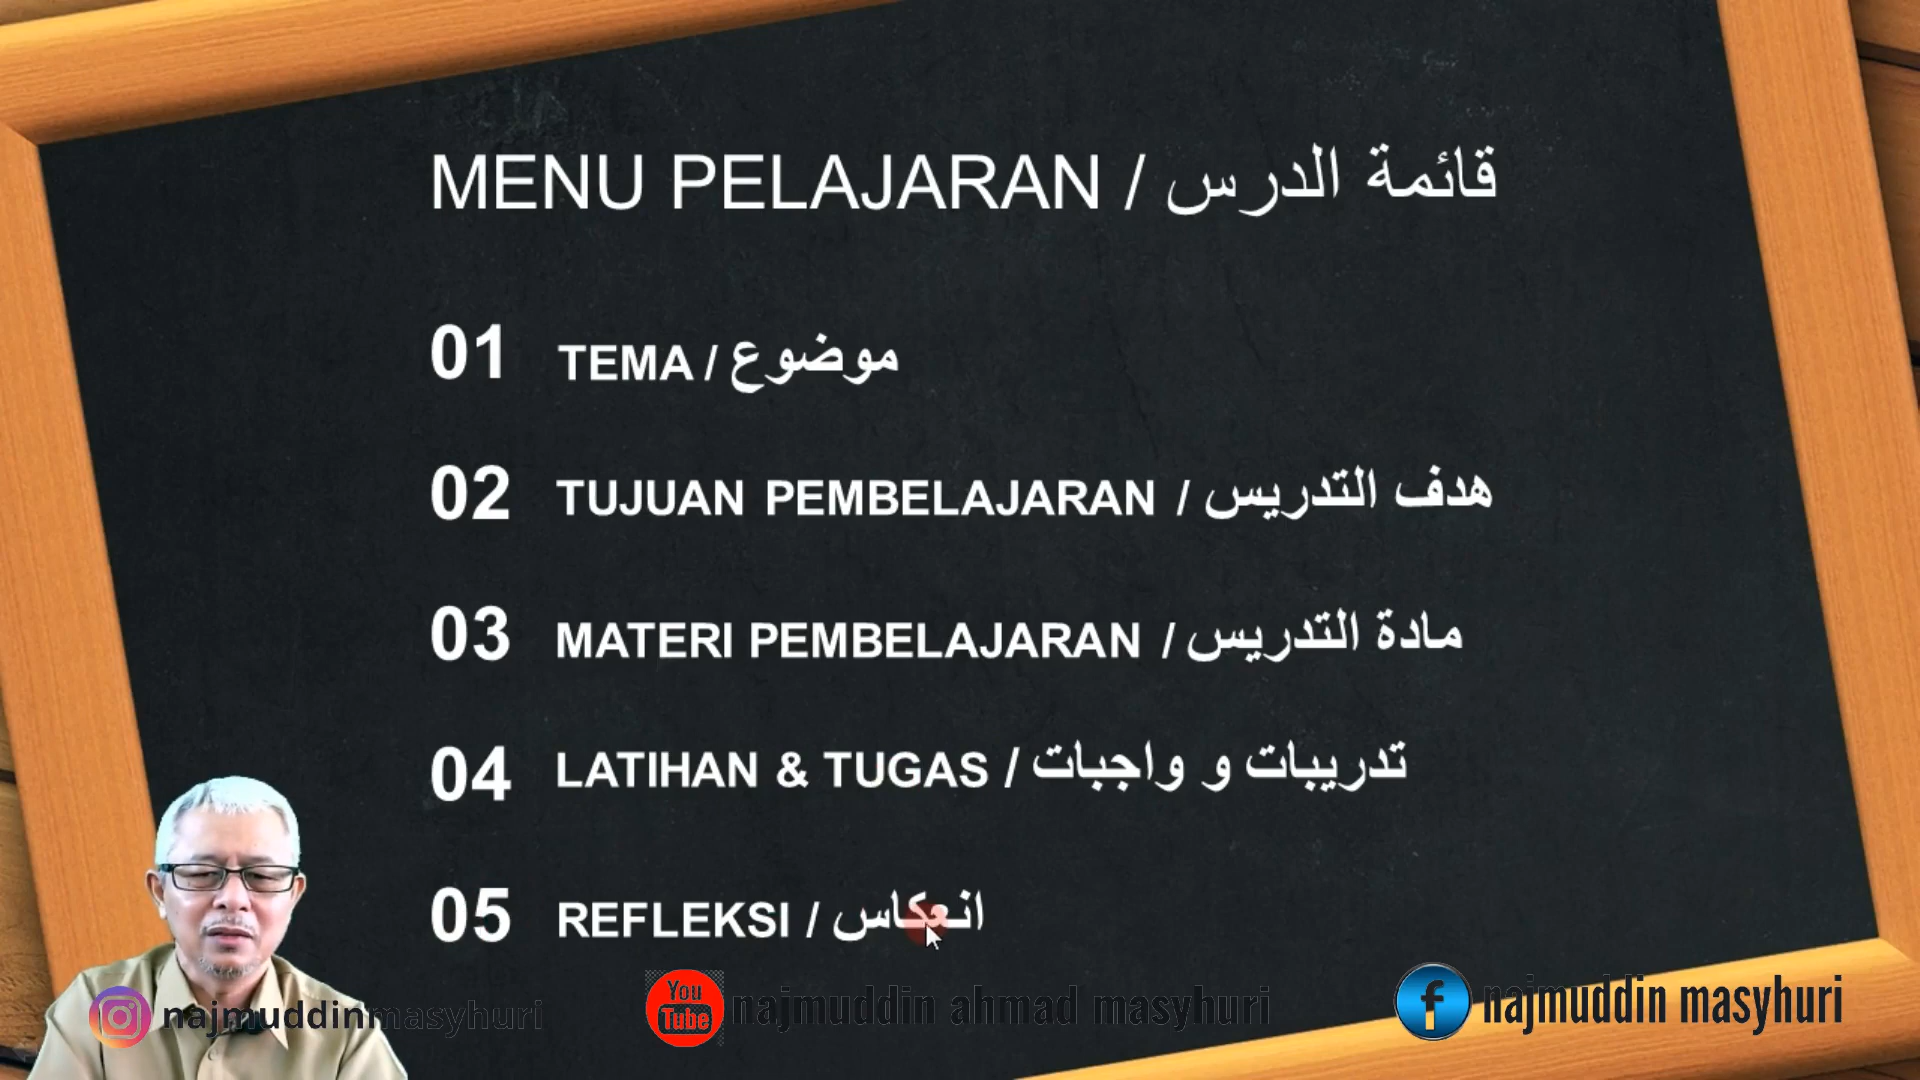 MENU PELAJARAN / قائمة الدرس
01 TEMA / موضوع
02 TUJUAN PEMBELAJARAN / هدف التدريس
03 MATERI PEMBELAJARAN / مادة التدريس
04 LATIHAN & TUGAS / تدريبات و واجبات
05 REFLEKSI / انعكاس
najmuddinmasyhuri
You Tube najmuddin ahmad masyhuri
f najmuddin masyhuri